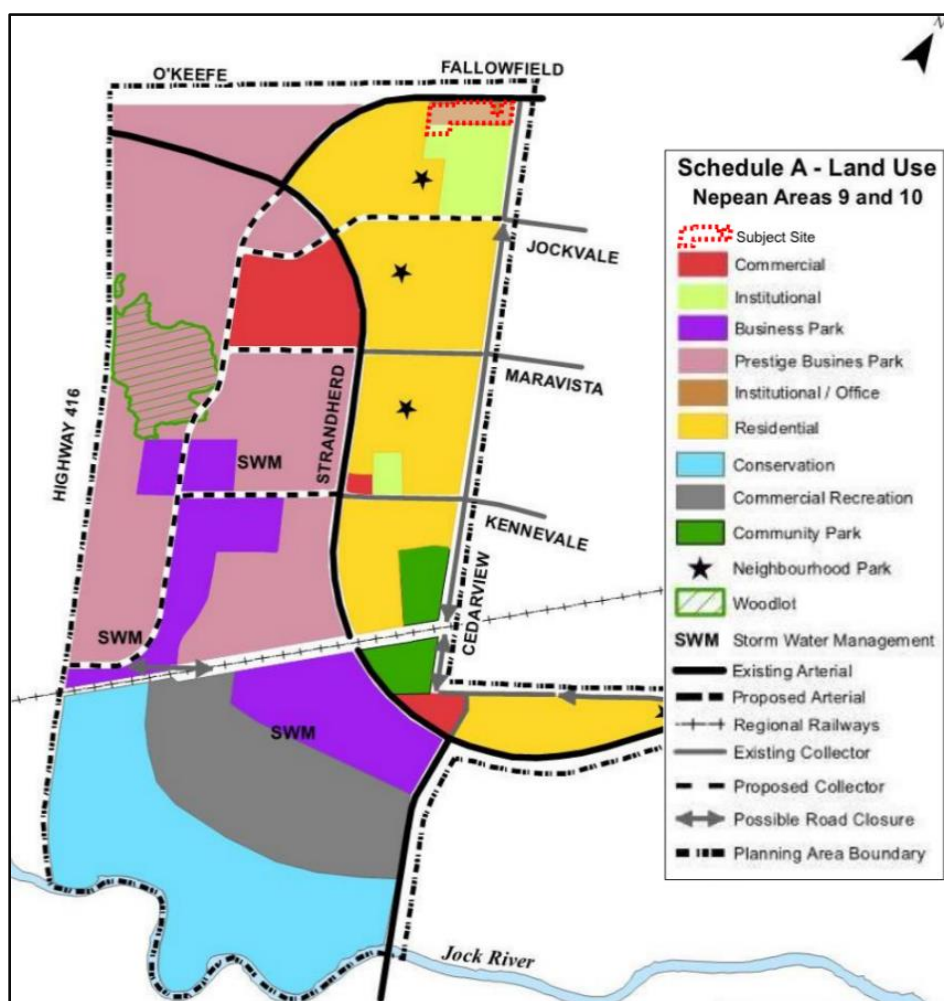 N
O'KEEFE
FALLOWFIELD
JOCKVALE
MARAVISTA
HIGHWAY 416
STRANDHERD
SWM
KENNEVALE
CEDARVIEW
SWM
SWM
Jock River
Schedule A - Land Use
Nepean Areas 9 and 10
Subject Site
Commercial
Institutional
Business Park
Prestige Busines Park
Institutional / Office
Residential
Conservation
Commercial Recreation
Community Park
Neighbourhood Park
Woodlot
SWM Storm Water Management
Existing Arterial
Proposed Arterial
Regional Railways
Existing Collector
Proposed Collector
Possible Road Closure
Planning Area Boundary